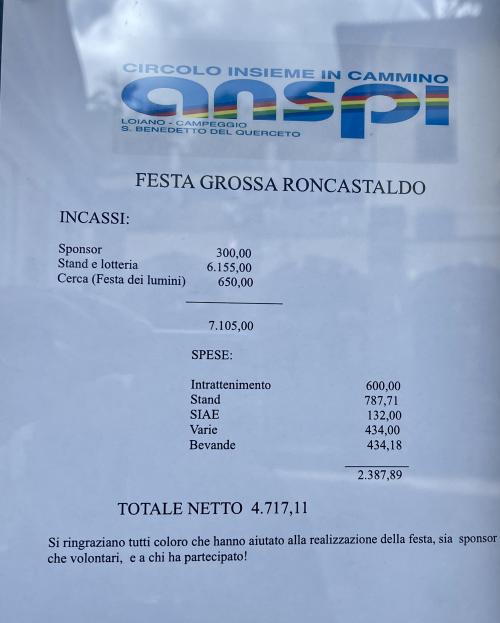 CIRCOLO INSIEME IN CAMMINO
anspi
LOIANO - CAMPEGGIO
S. BENEDETTO DEL QUERCETO
FESTA GROSSA RONCASTALDO
INCASSI:
Sponsor 300,00
Stand e lotteria 6.155,00
Cerca (Festa dei lumini) 650,00
7.105,00
SPESE:
Intrattenimento 600,00
Stand 787,71
SIAE 132,00
Varie 434,00
Bevande 434,18
2.387,89
TOTALE NETTO 4.717,11
Si ringraziano tutti coloro che hanno aiutato alla realizzazione della festa, sia sponsor
che volontari, e a chi ha partecipato!